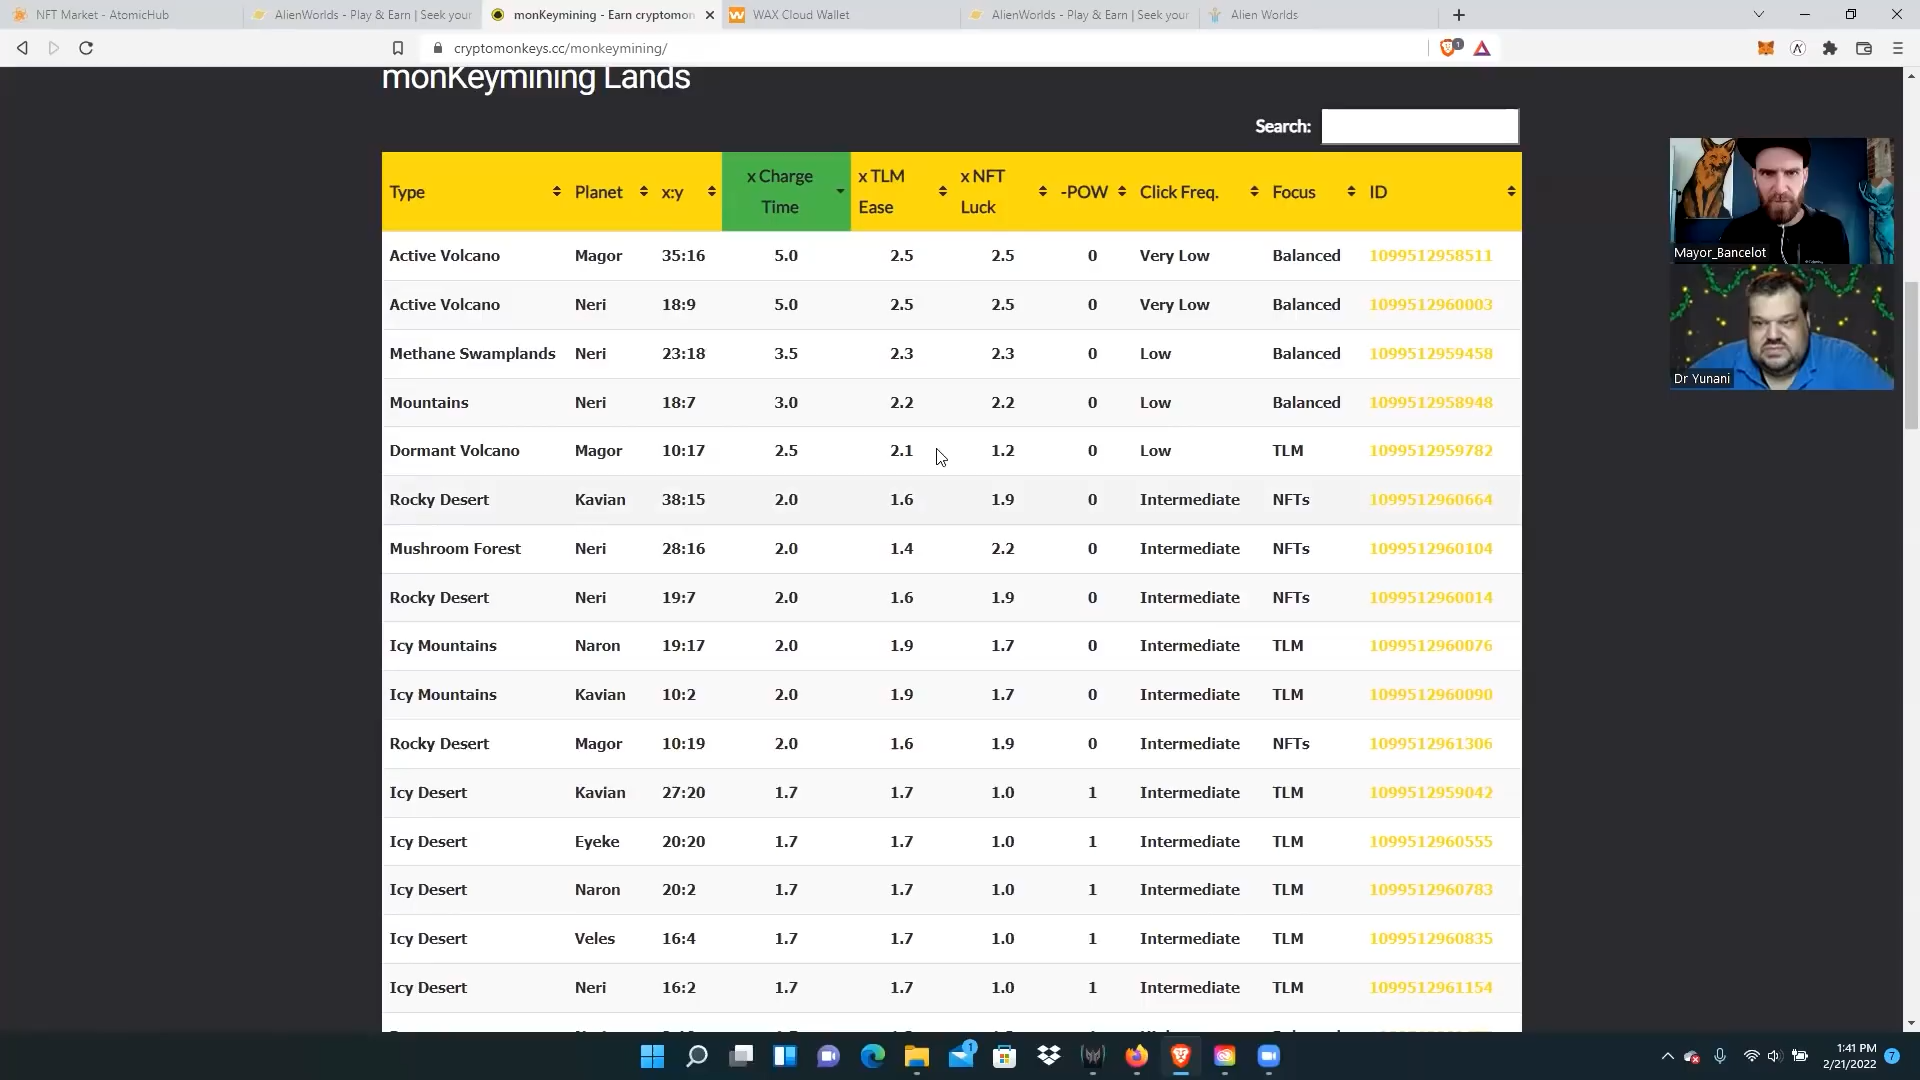 NFT Market - AtomicHub
AlienWorlds - Play & Earn | Seek your
monKeymining - Earn cryptomon
WAX Cloud Wallet
AlienWorlds - Play & Earn | Seek your
Alien Worlds
cryptomonkeys.cc/monkeymining/
1
monKeymining Lands
Search:
Type Planet x:y x Charge Time x TLM Ease x NFT Luck -POW Click Freq. Focus ID
Active Volcano Magor 35:16 5.0 2.5 2.5 0 Very Low Balanced 1099512958511
Active Volcano Neri 18:9 5.0 2.5 2.5 0 Very Low Balanced 1099512960003
Methane Swamplands Neri 23:18 3.5 2.3 2.3 0 Low Balanced 1099512959458
Mountains Neri 18:7 3.0 2.2 2.2 0 Low Balanced 1099512958948
Dormant Volcano Magor 10:17 2.5 2.1 1.2 0 Low TLM 1099512959782
Rocky Desert Kavian 38:15 2.0 1.6 1.9 0 Intermediate NFTs 1099512960664
Mushroom Forest Neri 28:16 2.0 1.4 2.2 0 Intermediate NFTs 1099512960104
Rocky Desert Neri 19:7 2.0 1.6 1.9 0 Intermediate NFTs 1099512960014
Icy Mountains Naron 19:17 2.0 1.9 1.7 0 Intermediate TLM 1099512960076
Icy Mountains Kavian 10:2 2.0 1.9 1.7 0 Intermediate TLM 1099512960090
Rocky Desert Magor 10:19 2.0 1.6 1.9 0 Intermediate NFTs 1099512961306
Icy Desert Kavian 27:20 1.7 1.7 1.0 1 Intermediate TLM 1099512959042
Icy Desert Eyeke 20:20 1.7 1.7 1.0 1 Intermediate TLM 1099512960555
Icy Desert Naron 20:2 1.7 1.7 1.0 1 Intermediate TLM 1099512960783
Icy Desert Veles 16:4 1.7 1.7 1.0 1 Intermediate TLM 1099512960835
Icy Desert Neri 16:2 1.7 1.7 1.0 1 Intermediate TLM 1099512961154
Mayor_Bancelot
Dr Yunani
1
1:41 PM
2/21/2022
7